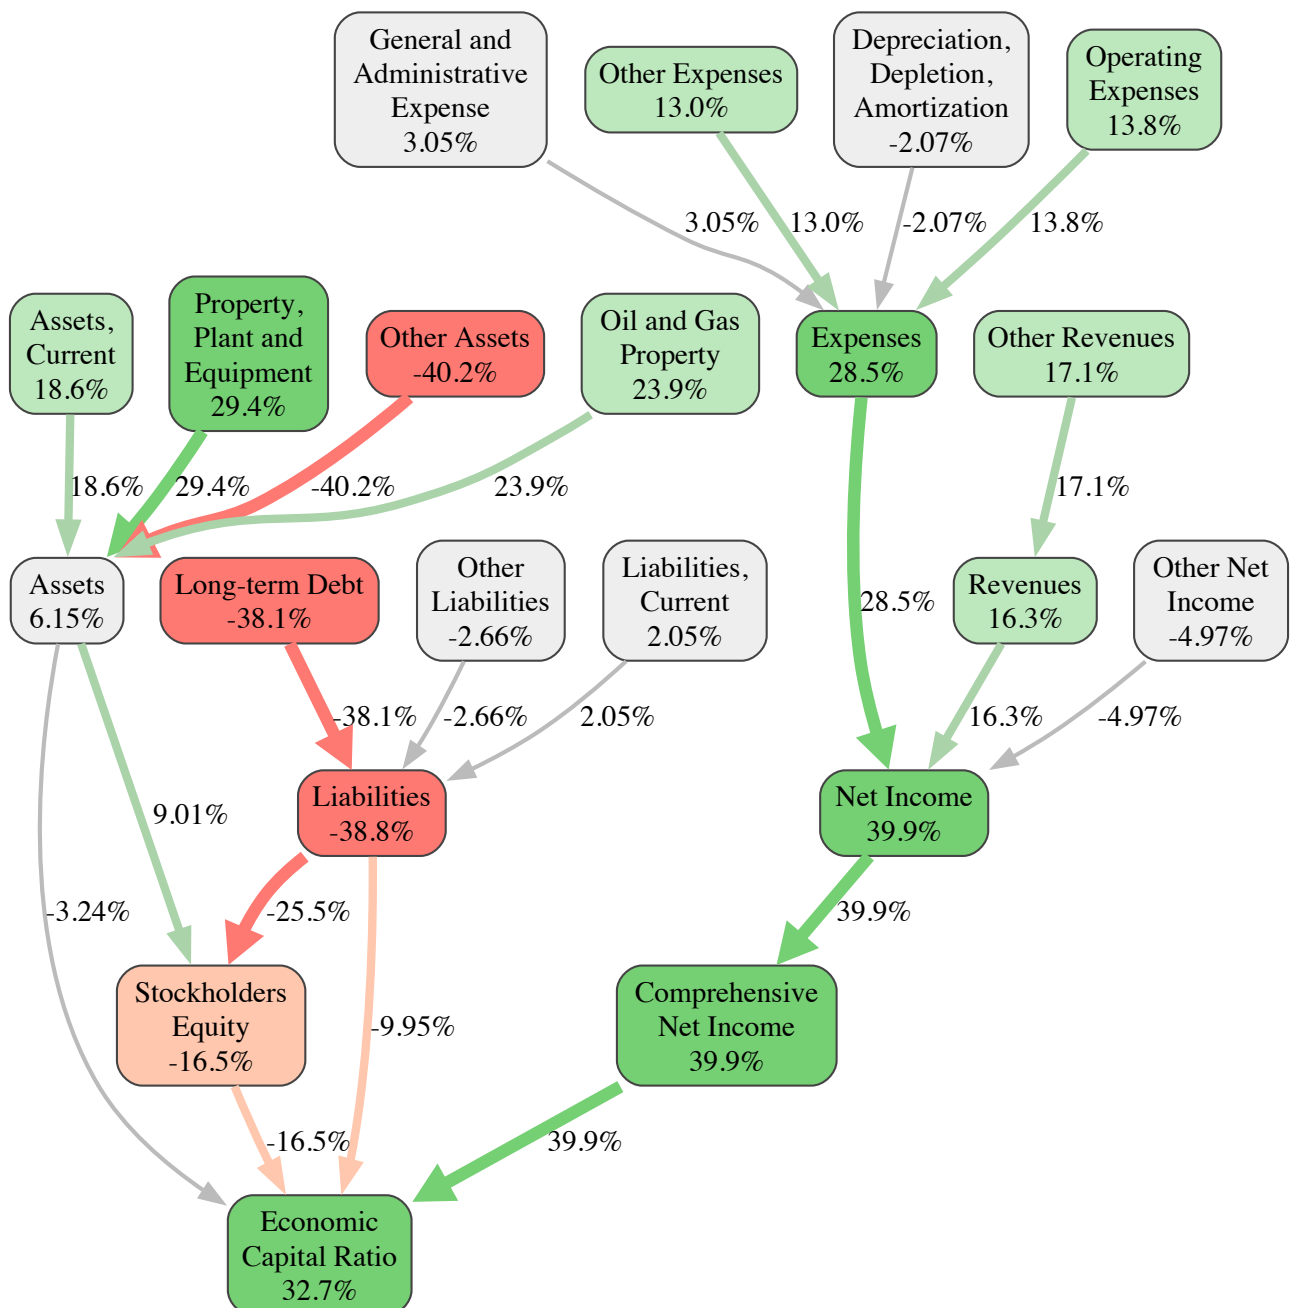 General and
Administrative
Expense
3.05%
Other Expenses
13.0%
Depreciation,
Depletion,
Amortization
-2.07%
Operating
Expenses
13.8%
3.05%
13.0%
-2.07%
13.8%
Assets,
Current
18.6%
Property,
Plant and
Equipment
29.4%
Other Assets
-40.2%
Oil and Gas
Property
23.9%
Expenses
28.5%
Other Revenues
17.1%
18.6%
29.4%
-40.2%
23.9%
17.1%
Assets
6.15%
Long-term Debt
-38.1%
Other
Liabilities
-2.66%
Liabilities,
Current
2.05%
28.5%
Revenues
16.3%
Other Net
Income
-4.97%
-38.1%
-2.66%
2.05%
16.3%
-4.97%
9.01%
Liabilities
-38.8%
Net Income
39.9%
-3.24%
-25.5%
39.9%
Stockholders
Equity
-16.5%
-9.95%
Comprehensive
Net Income
39.9%
-16.5%
39.9%
Economic
Capital Ratio
32.7%